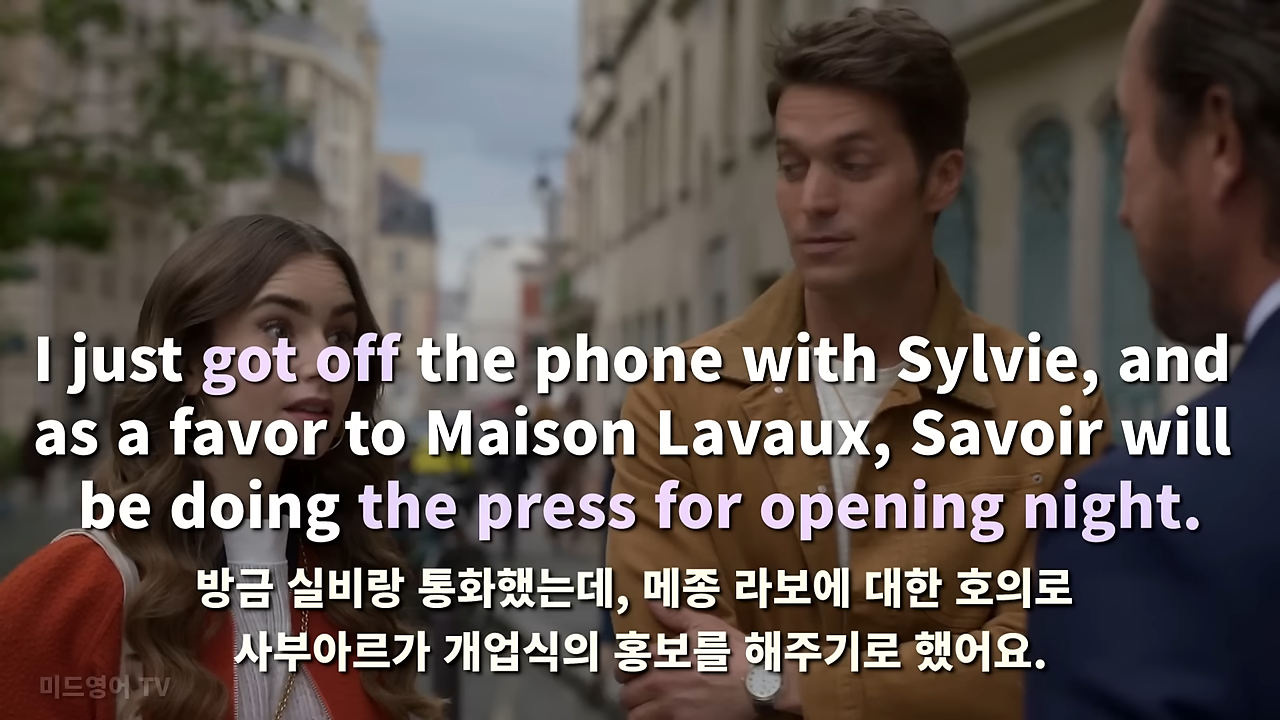 I just got off the phone with Sylvie, and
as a favor to Maison Lavaux, Savoir will
be doing the press for opening night.
방금 실비랑 통화했는데, 메종 라보에 대한 호의로
사부아르가 개업식의 홍보를 해주기로 했어요.
미드영어 TV